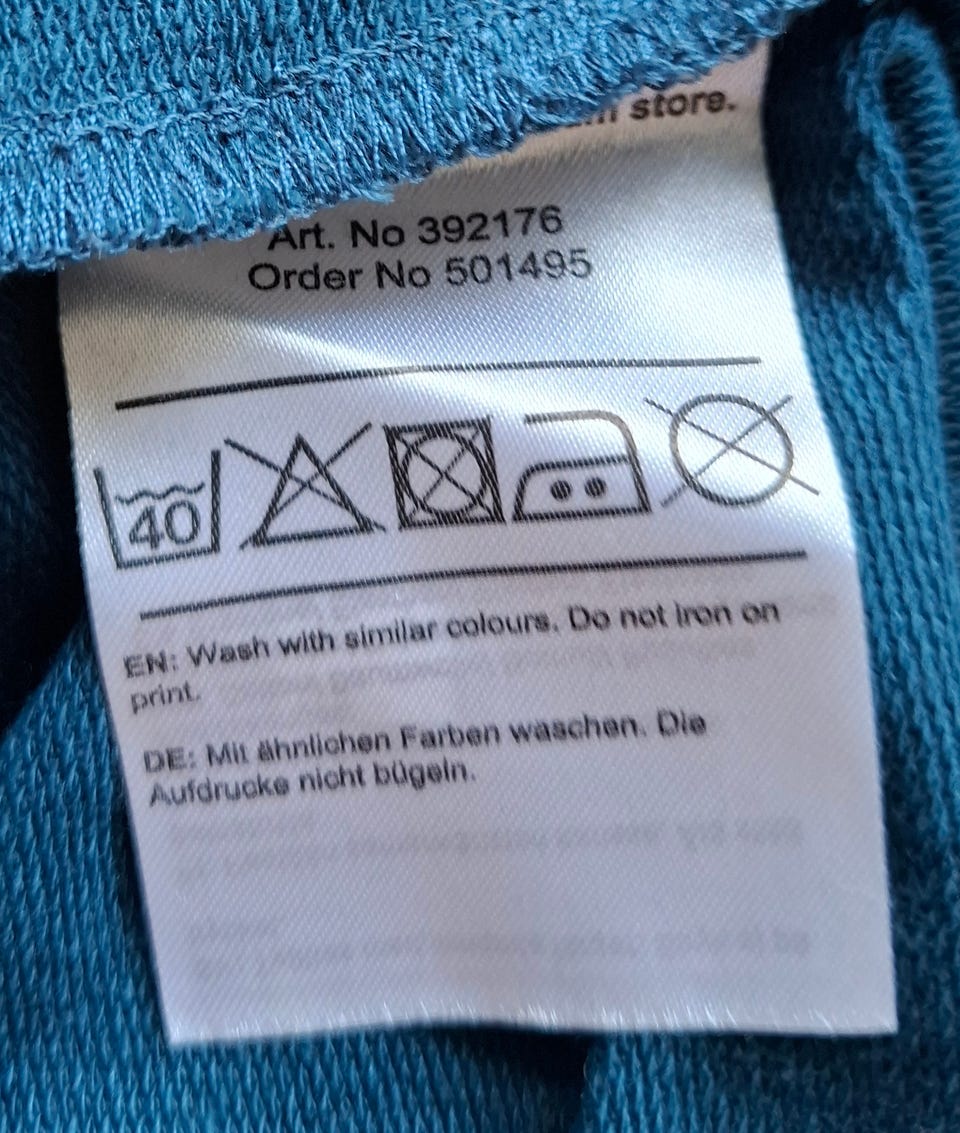 store.
Art. No 392176
Order No 501495
40
EN: Wash with similar colours. Do not iron on
print.
DE: Mit ähnlichen Farben waschen. Die
Aufdrucke nicht bügeln.